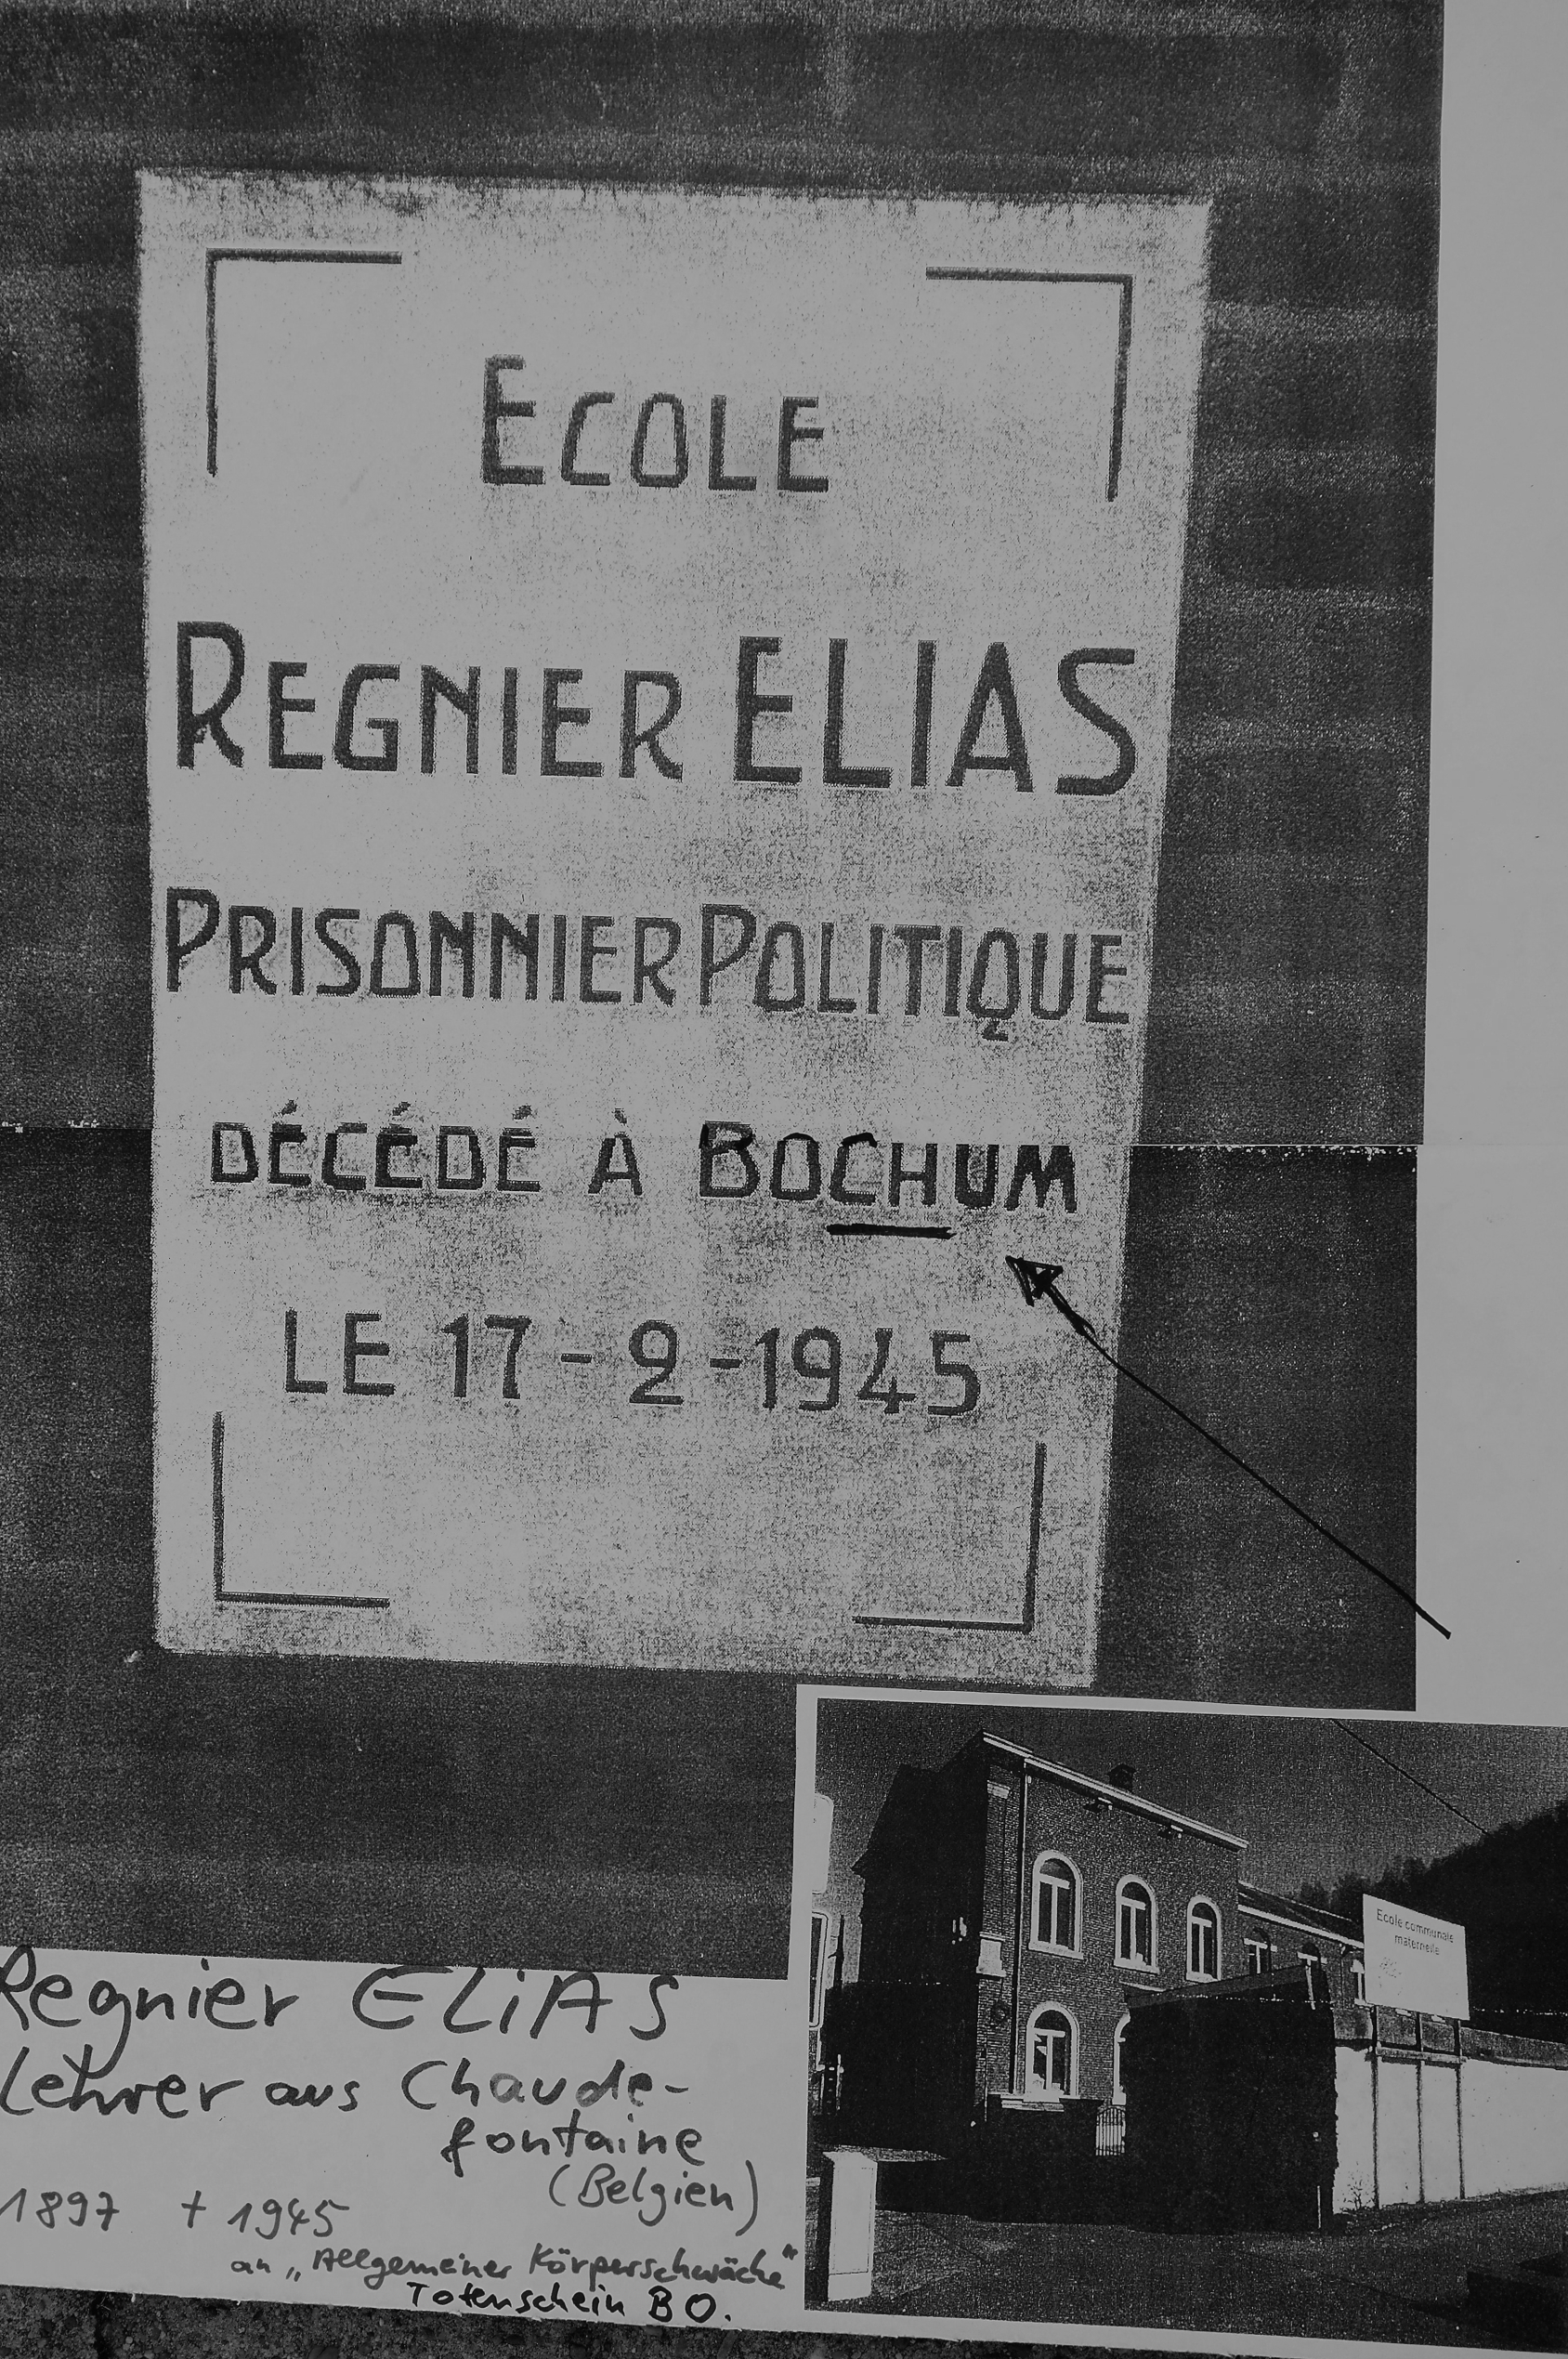 ECOLE
REGNIER ELIAS
PRISONNIER POLITIQUE
DÉCÉDÉ À BOCHUM
LE 17-2-1945
Ecole communale
maternelle
Regnier ELiAS
Lehrer aus Chaude-
fontaine
(Belgien)
1897 + 1945
an „Allgemeiner Körperschwäche"
Totenschein BO.